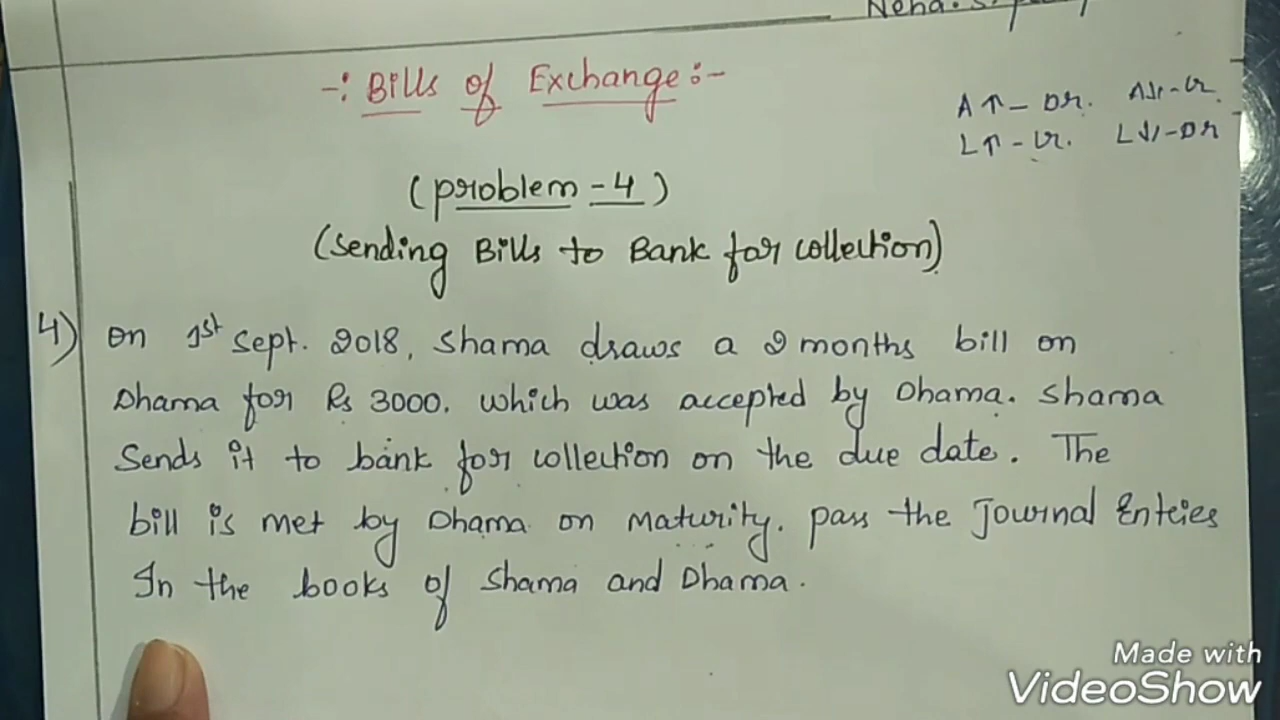 -: Bills of Exchange:-
A↑- Dr. A↓-Cr.
L↑-Cr. L↓-Dr
(problem-4)
(Sending Bills to Bank for collection)
4) On 1st Sept. 2018, Shama draws a 2 months bill on
Dhama for Rs 3000. which was accepted by Dhama. Shama
Sends it to bank for collection on the due date. The
bill is met by Dhama on Maturity. pass the Journal Enteies
In the books of Shama and Dhama.
Made with
VideoShow